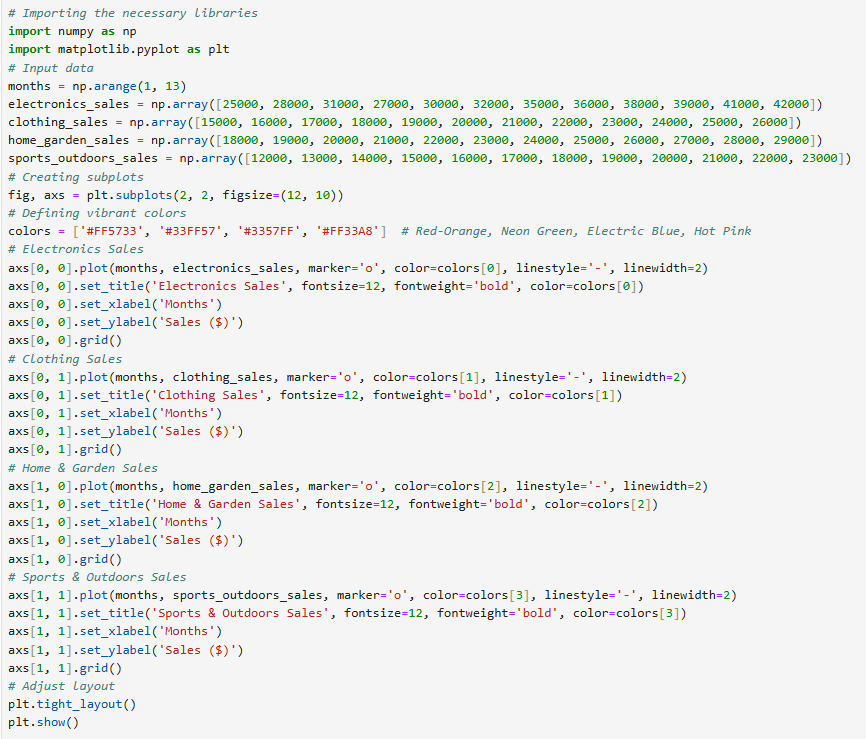 # Importing the necessary libraries
import numpy as np
import matplotlib.pyplot as plt
# Input data
months = np.arange(1, 13)
electronics_sales = np.array([25000, 28000, 31000, 27000, 30000, 32000, 35000, 36000, 38000, 39000, 41000, 42000])
clothing_sales = np.array([15000, 16000, 17000, 18000, 19000, 20000, 21000, 22000, 23000, 24000, 25000, 26000])
home_garden_sales = np.array([18000, 19000, 20000, 21000, 22000, 23000, 24000, 25000, 26000, 27000, 28000, 29000])
sports_outdoors_sales = np.array([12000, 13000, 14000, 15000, 16000, 17000, 18000, 19000, 20000, 21000, 22000, 23000])
# Creating subplots
fig, axs = plt.subplots(2, 2, figsize=(12, 10))
# Defining vibrant colors
colors = ['#FF5733', '#33FF57', '#3357FF', '#FF33A8']  # Red-Orange, Neon Green, Electric Blue, Hot Pink
# Electronics Sales
axs[0, 0].plot(months, electronics_sales, marker='o', color=colors[0], linestyle='-', linewidth=2)
axs[0, 0].set_title('Electronics Sales', fontsize=12, fontweight='bold', color=colors[0])
axs[0, 0].set_xlabel('Months')
axs[0, 0].set_ylabel('Sales ($)')
axs[0, 0].grid()
# Clothing Sales
axs[0, 1].plot(months, clothing_sales, marker='o', color=colors[1], linestyle='-', linewidth=2)
axs[0, 1].set_title('Clothing Sales', fontsize=12, fontweight='bold', color=colors[1])
axs[0, 1].set_xlabel('Months')
axs[0, 1].set_ylabel('Sales ($)')
axs[0, 1].grid()
# Home & Garden Sales
axs[1, 0].plot(months, home_garden_sales, marker='o', color=colors[2], linestyle='-', linewidth=2)
axs[1, 0].set_title('Home & Garden Sales', fontsize=12, fontweight='bold', color=colors[2])
axs[1, 0].set_xlabel('Months')
axs[1, 0].set_ylabel('Sales ($)')
axs[1, 0].grid()
# Sports & Outdoors Sales
axs[1, 1].plot(months, sports_outdoors_sales, marker='o', color=colors[3], linestyle='-', linewidth=2)
axs[1, 1].set_title('Sports & Outdoors Sales', fontsize=12, fontweight='bold', color=colors[3])
axs[1, 1].set_xlabel('Months')
axs[1, 1].set_ylabel('Sales ($)')
axs[1, 1].grid()
# Adjust layout
plt.tight_layout()
plt.show()